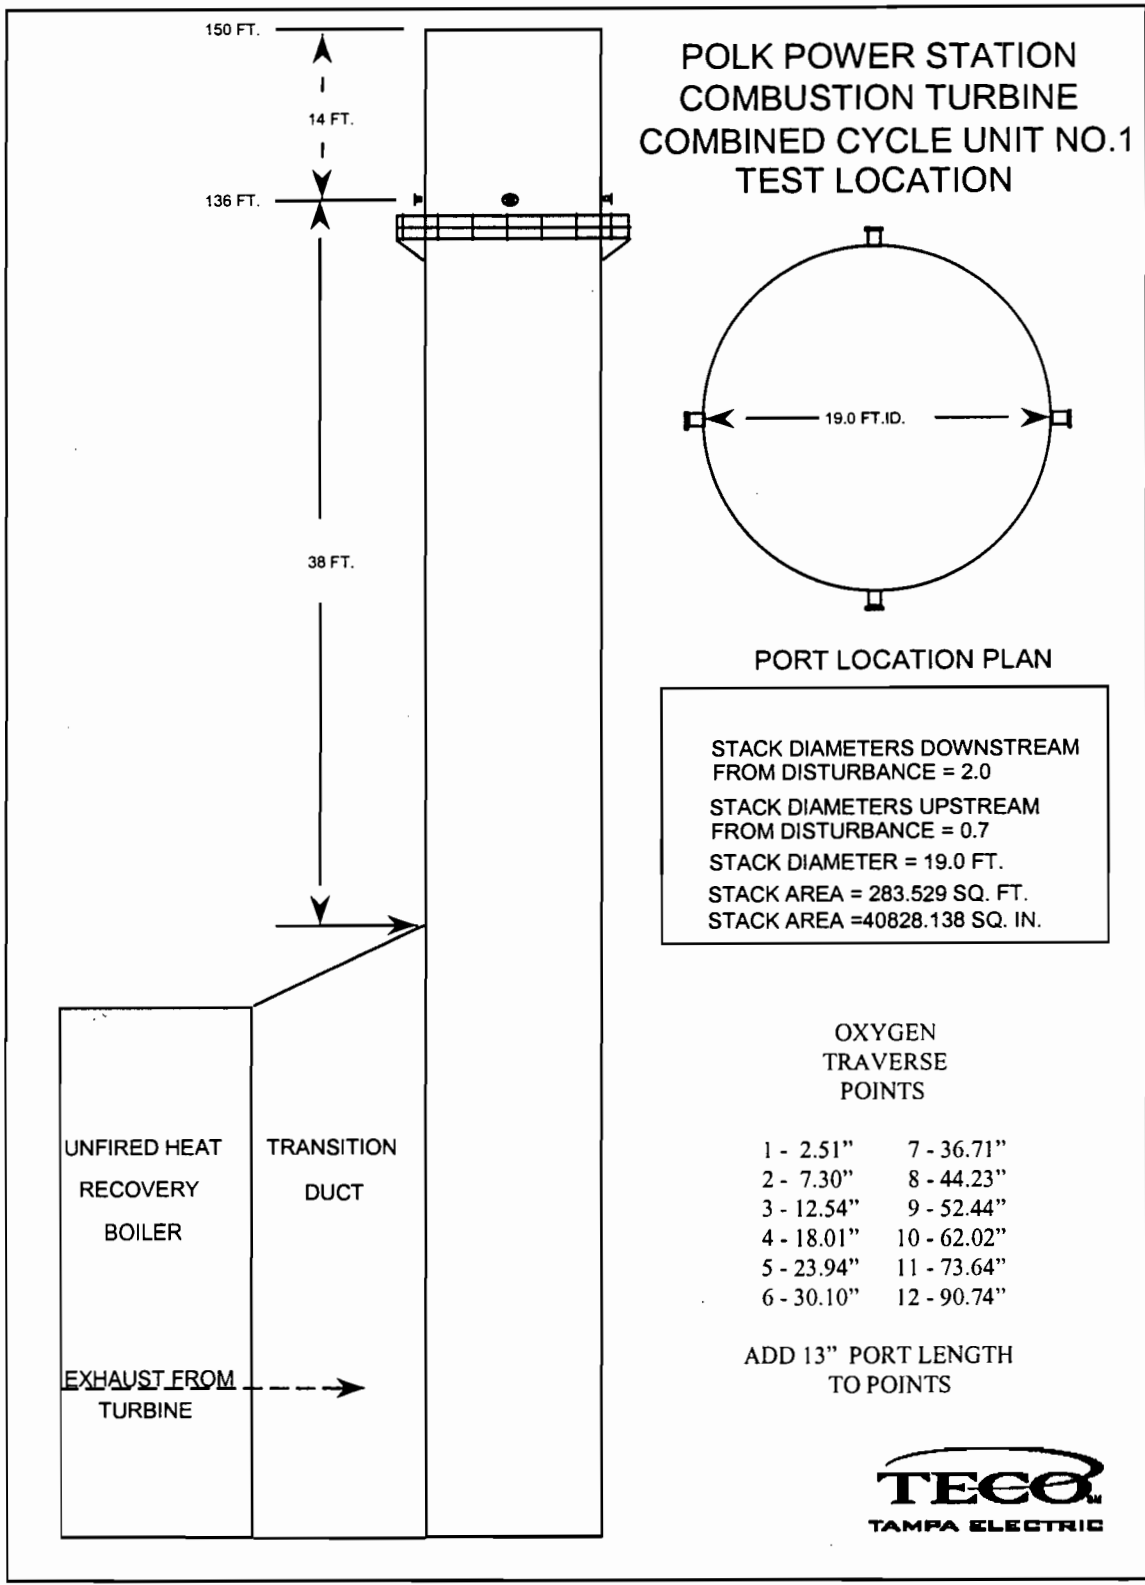 150 FT.
14 FT.
136 FT.
38 FT.
POLK POWER STATION
COMBUSTION TURBINE
COMBINED CYCLE UNIT NO.1
TEST LOCATION
19.0 FT.ID.
PORT LOCATION PLAN
STACK DIAMETERS DOWNSTREAM
FROM DISTURBANCE = 2.0
STACK DIAMETERS UPSTREAM
FROM DISTURBANCE = 0.7
STACK DIAMETER = 19.0 FT.
STACK AREA = 283.529 SQ. FT.
STACK AREA =40828.138 SQ. IN.
UNFIRED HEAT
RECOVERY
BOILER
TRANSITION
DUCT
EXHAUST FROM
TURBINE
OXYGEN
TRAVERSE
POINTS
1 - 2.51" 7 - 36.71"
2 - 7.30" 8 - 44.23"
3 - 12.54" 9 - 52.44"
4 - 18.01" 10 - 62.02"
5 - 23.94" 11 - 73.64"
6 - 30.10" 12 - 90.74"
ADD 13" PORT LENGTH
TO POINTS
TECO
TAMPA ELECTRIC